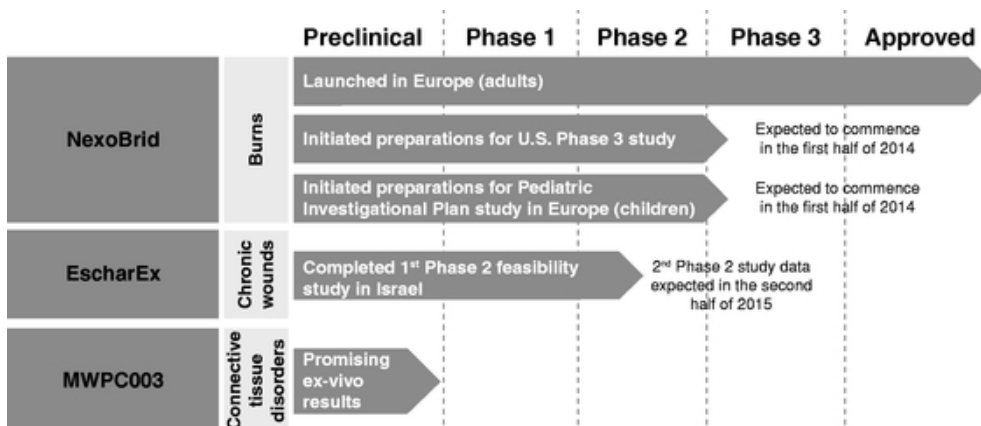 Preclinical Phase 1 Phase 2 Phase 3 Approved
NexoBrid
Burns
Launched in Europe (adults)
Initiated preparations for U.S. Phase 3 study
Expected to commence
in the first half of 2014
Initiated preparations for Pediatric
Investigational Plan study in Europe (children)
Expected to commence
in the first half of 2014
EscharEx
Chronic
wounds
Completed 1st Phase 2 feasibility
study in Israel
2nd Phase 2 study data
expected in the second
half of 2015
MWPC003
Connective
tissue
disorders
Promising
ex-vivo
results